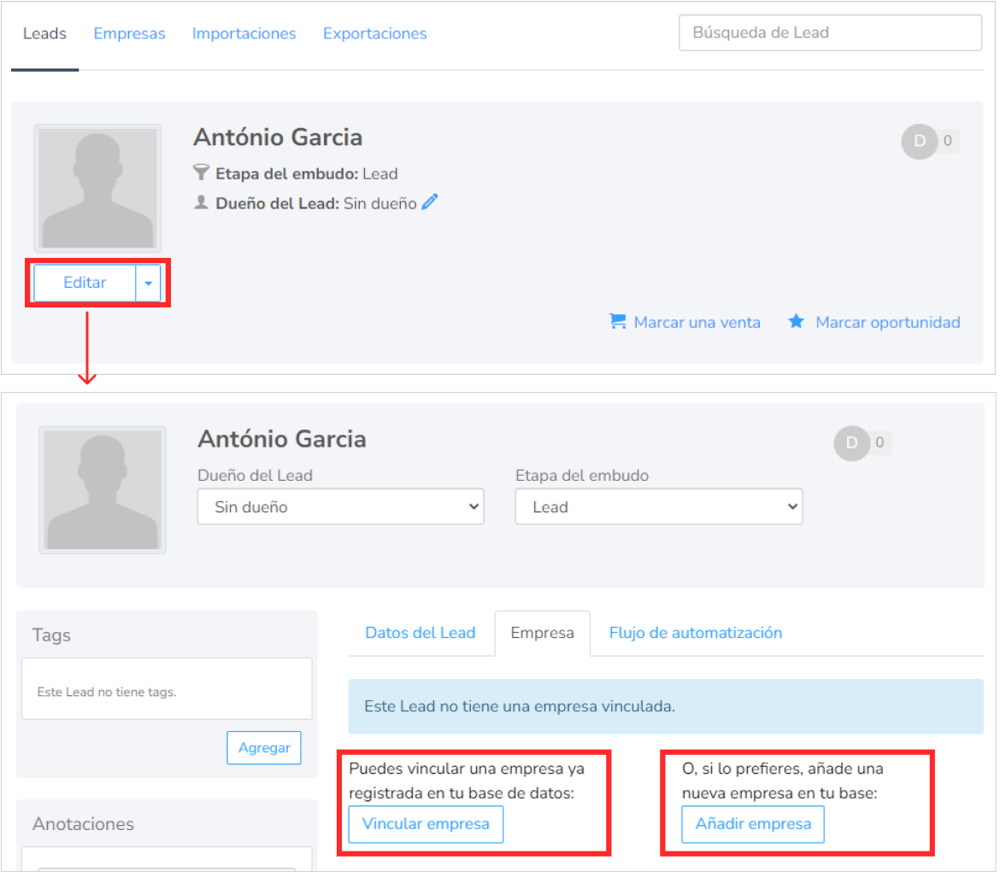 Leads Empresas Importaciones Exportaciones Búsqueda de Lead
António Garcia
D 0
Etapa del embudo: Lead
Dueño del Lead: Sin dueño
Editar
Marcar una venta Marcar oportunidad
António Garcia
D 0
Dueño del Lead Etapa del embudo
Sin dueño Lead
Tags
Este Lead no tiene tags.
Agregar
Anotaciones
Datos del Lead Empresa Flujo de automatización
Este Lead no tiene una empresa vinculada.
Puedes vincular una empresa ya
registrada en tu base de datos:
Vincular empresa
O, si lo prefieres, añade una
nueva empresa en tu base:
Añadir empresa